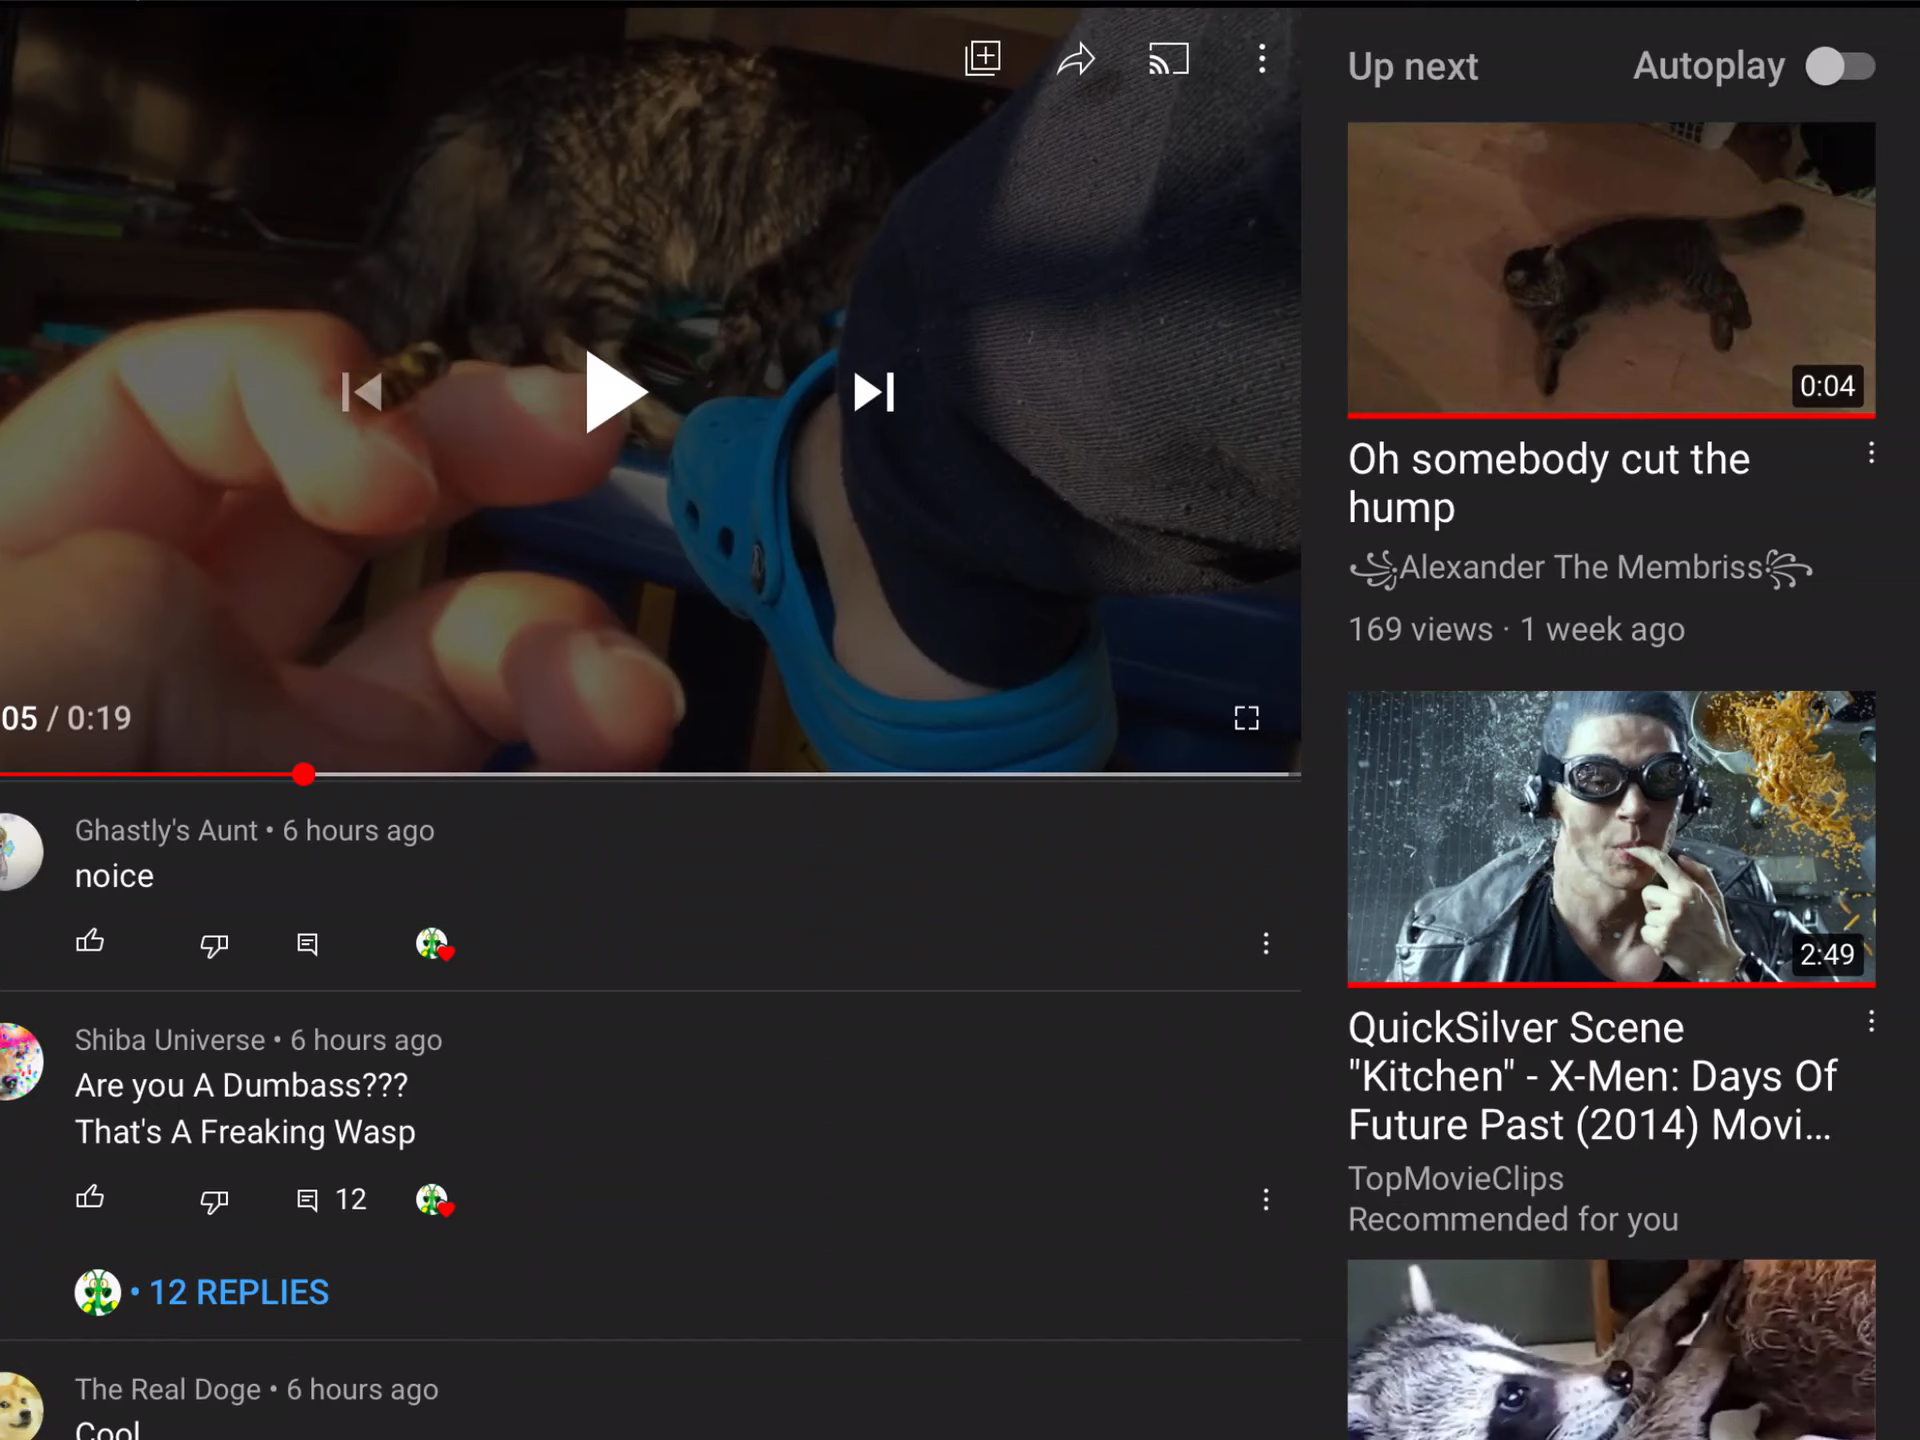 Up next
Autoplay
0:04
Oh somebody cut the
hump
꧁Alexander The Membriss꧂
169 views · 1 week ago
2:49
QuickSilver Scene
"Kitchen" - X-Men: Days Of
Future Past (2014) Movi...
TopMovieClips
Recommended for you
05 / 0:19
Ghastly's Aunt • 6 hours ago
noice
Shiba Universe • 6 hours ago
Are you A Dumbass???
That's A Freaking Wasp
12
• 12 REPLIES
The Real Doge • 6 hours ago
Cool